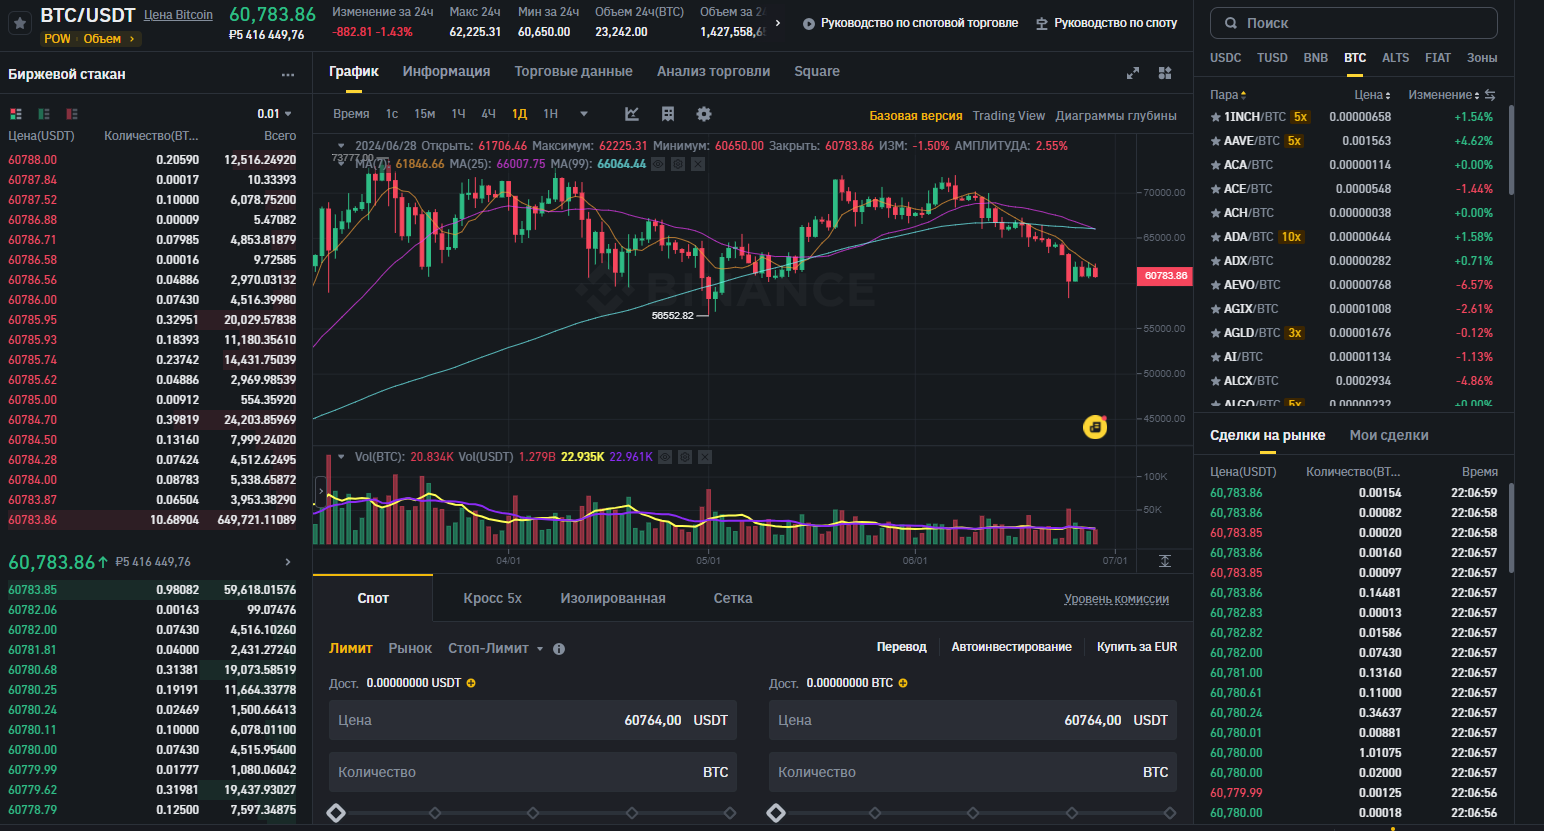 BTC/USDT Цена Bitcoin
POW Объем
60,783.86
₽5 416 449,76
Изменение за 24ч
-882.81 -1.43%
Макс 24ч
62,225.31
Мин за 24ч
60,650.00
Объем 24ч(BTC)
23,242.00
Объем за 2
1,427,558,6
Руководство по спотовой торговле
Руководство по споту
Биржевой стакан
0.01
Цена(USDT) Количество(BT... Всего
60788.00 0.20590 12,516.24920
60787.84 0.00017 10.33393
60787.52 0.10000 6,078.75200
60786.88 0.00009 5.47082
60786.71 0.07985 4,853.81879
60786.58 0.00016 9.72585
60786.56 0.04886 2,970.03132
60786.00 0.07430 4,516.39980
60785.95 0.32951 20,029.57838
60785.93 0.18393 11,180.35610
60785.74 0.23742 14,431.75039
60785.62 0.04886 2,969.98539
60785.00 0.00912 554.35920
60784.70 0.39819 24,203.85969
60784.50 0.13160 7,999.24020
60784.28 0.07424 4,512.62495
60784.00 0.08783 5,338.65872
60783.87 0.06504 3,953.38290
60783.86 10.68904 649,721.11089
60,783.86 ₽5 416 449,76
60783.85 0.98082 59,618.01576
60782.06 0.00163 99.07476
60782.00 0.07430 4,516.10260
60781.81 0.04000 2,431.27240
60780.68 0.31381 19,073.58519
60780.25 0.19191 11,664.33778
60780.24 0.02469 1,500.66413
60780.11 0.10000 6,078.01100
60780.00 0.07430 4,515.95400
60779.99 0.01777 1,080.06042
60779.62 0.31981 19,437.93027
60778.79 0.12500 7,597.34875
График Информация Торговые данные Анализ торговли Square
Время 1с 15м 1Ч 4Ч 1Д 1Н
Базовая версия Trading View Диаграммы глубины
2024/06/28 Открыть: 61706.46 Максимум: 62225.31 Минимум: 60650.00 Закрыть: 60783.86 ИЗМ: -1.50% АМПЛИТУДА: 2.55%
73777.00
MA(7): 61846.66 MA(25): 66007.75 MA(99): 66064.44
BINANCE
56552.82
70000.00
65000.00
60783.86
55000.00
50000.00
45000.00
Vol(BTC): 20.834K Vol(USDT) 1.279B 22.935K 22.961K
100K
50K
04/01 05/01 06/01 07/01
Спот Кросс 5x Изолированная Сетка Уровень комиссии
Лимит Рынок Стоп-Лимит
Перевод Автоинвестирование Купить за EUR
Дост. 0.00000000 USDT
Цена 60764,00 USDT
Количество BTC
Дост. 0.00000000 BTC
Цена 60764,00 USDT
Количество BTC
Поиск
USDC TUSD BNB BTC ALTS FIAT Зоны
Пара Цена Изменение
1INCH/BTC 5x 0.00000658 +1.54%
AAVE/BTC 5x 0.001563 +4.62%
ACA/BTC 0.00000114 +0.00%
ACE/BTC 0.0000548 -1.44%
ACH/BTC 0.00000038 +0.00%
ADA/BTC 10x 0.00000644 +1.58%
ADX/BTC 0.00000282 +0.71%
AEVO/BTC 0.00000768 -6.57%
AGIX/BTC 0.00001008 -2.61%
AGLD/BTC 3x 0.00001676 -0.12%
AI/BTC 0.00001134 -1.13%
ALCX/BTC 0.0002934 -4.86%
ALGO/BTC 5x 0.00000232 +0.00%
Сделки на рынке Мои сделки
Цена(USDT) Количество(BT... Время
60,783.86 0.00154 22:06:59
60,783.86 0.00082 22:06:58
60,783.85 0.00020 22:06:58
60,783.86 0.00160 22:06:57
60,783.85 0.00097 22:06:57
60,783.86 0.14481 22:06:57
60,782.83 0.00013 22:06:57
60,782.82 0.01586 22:06:57
60,782.00 0.07430 22:06:57
60,781.00 0.13160 22:06:57
60,780.61 0.11000 22:06:57
60,780.24 0.34637 22:06:57
60,780.01 0.00881 22:06:57
60,780.00 1.01075 22:06:57
60,780.00 0.02000 22:06:57
60,779.99 0.00125 22:06:56
60,780.00 0.00018 22:06:56